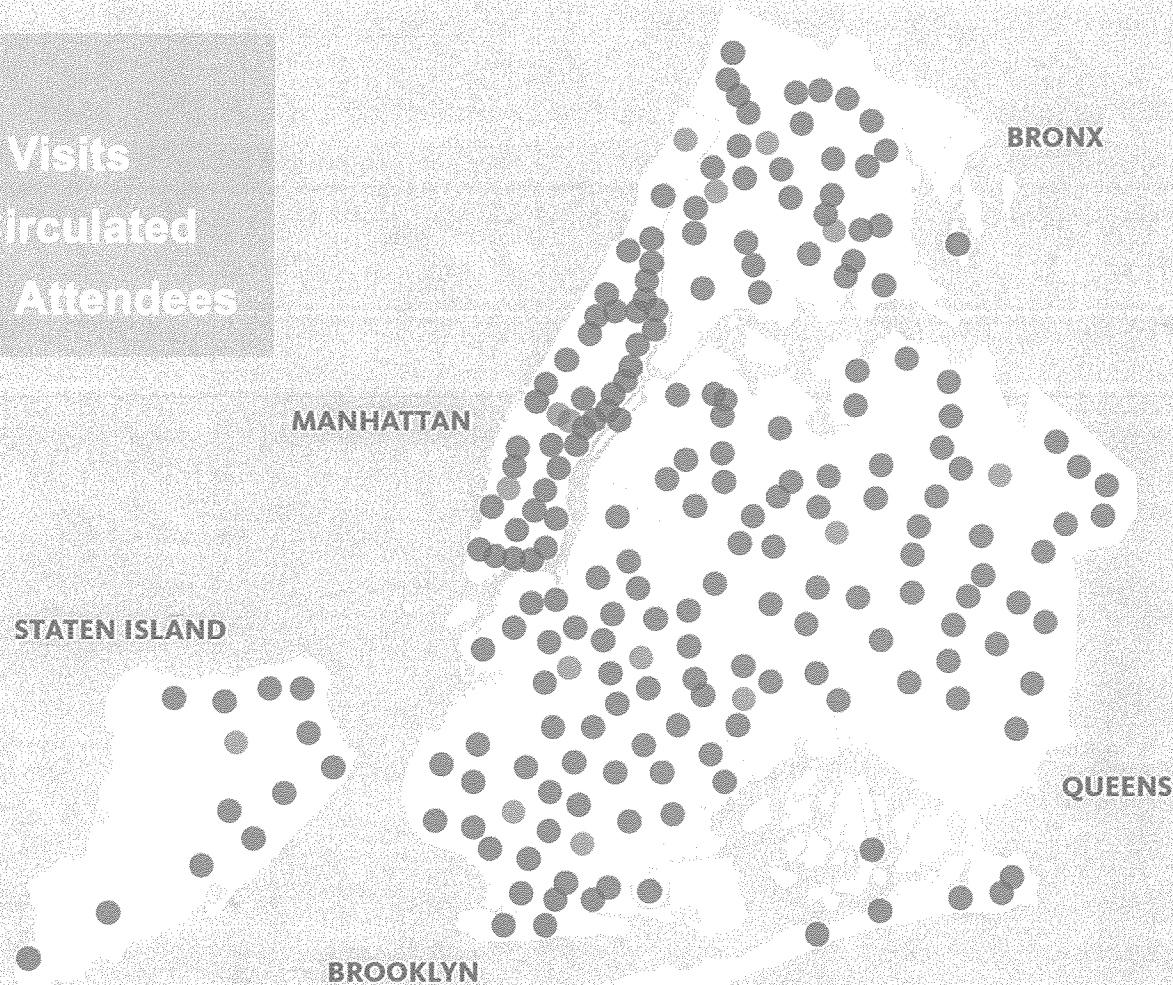 Visits
irculated
Attendees
BRONX
MANHATTAN
STATEN ISLAND
QUEENS
BROOKLYN